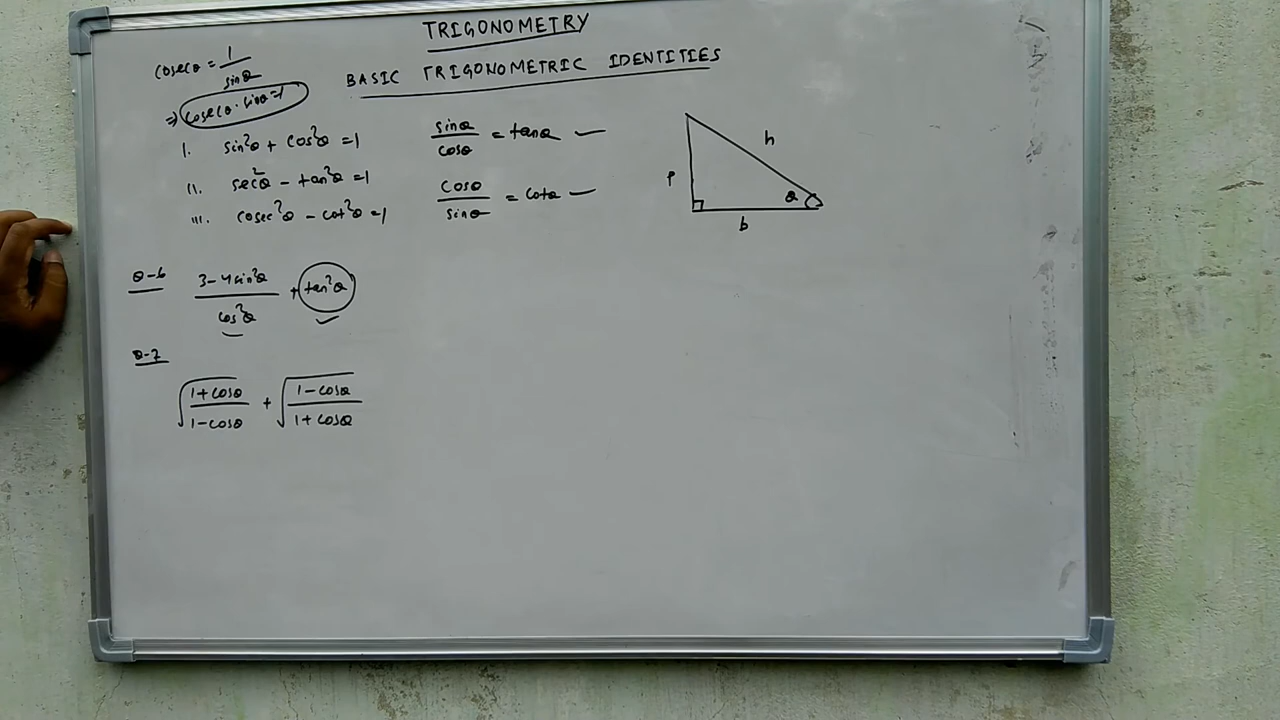 TRIGONOMETRY
BASIC TRIGONOMETRIC IDENTITIES
cosecθ = 1/sinθ
⇒ cosecθ · sinθ = 1
I. sin²θ + cos²θ = 1
II. sec²θ - tan²θ = 1
III. cosec²θ - cot²θ = 1
sinθ/cosθ = tanθ
cosθ/sinθ = cotθ
P
h
θ
b
Q-6
(3 - 4sin²θ)/cos²θ + tan²θ
Q-7
√((1+cosθ)/(1-cosθ)) + √((1-cosθ)/(1+cosθ))